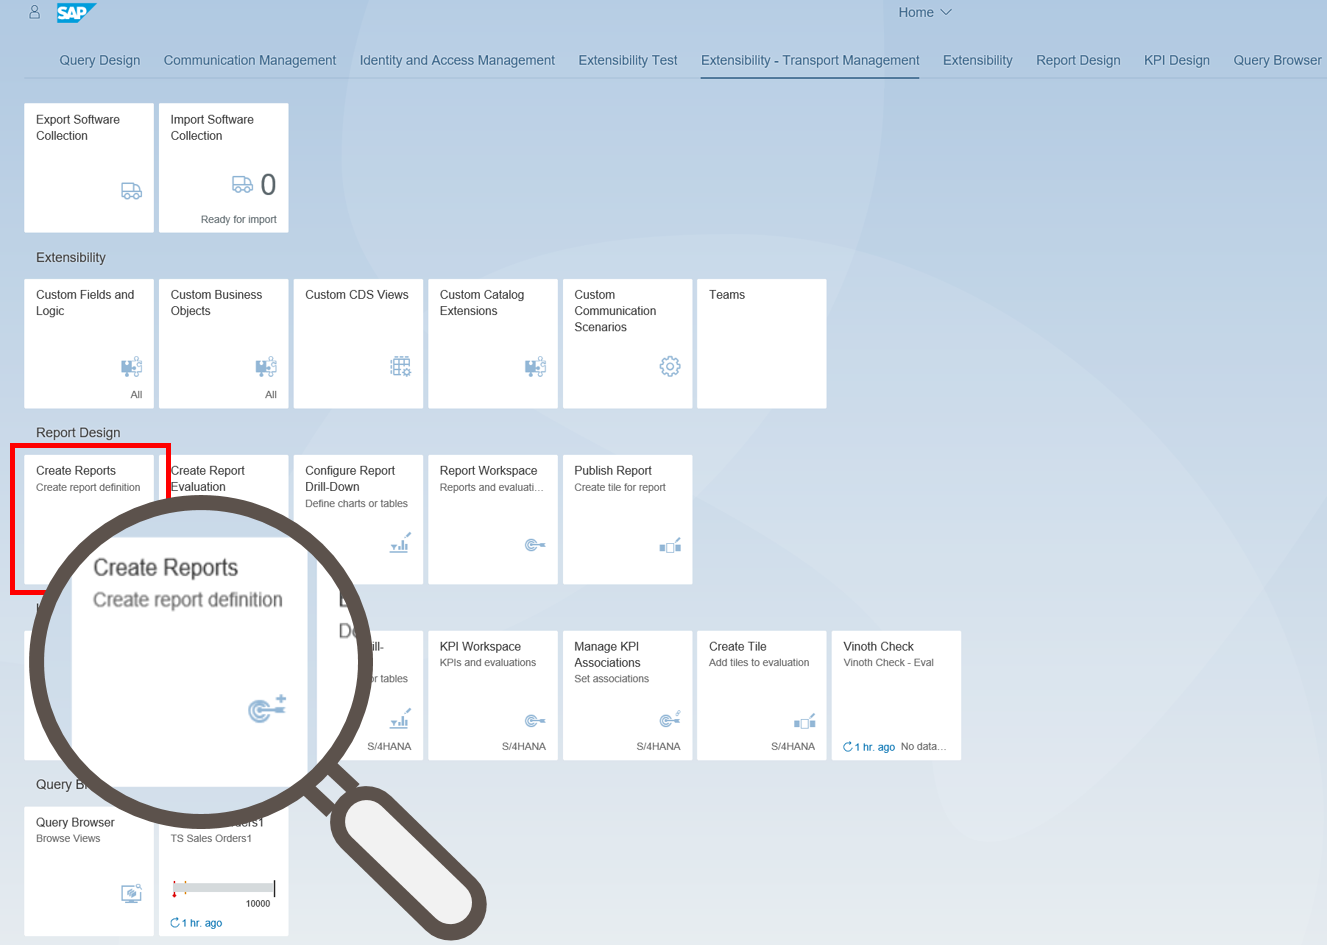 SAP
Home
Query Design
Communication Management
Identity and Access Management
Extensibility Test
Extensibility - Transport Management
Extensibility
Report Design
KPI Design
Query Browser
Export Software
Collection
Import Software
Collection
0
Ready for import
Extensibility
Custom Fields and
Logic
All
Custom Business
Objects
All
Custom CDS Views
Custom Catalog
Extensions
Custom
Communication
Scenarios
Teams
Report Design
Create Reports
Create report definition
Create Report
Evaluation
Configure Report
Drill-Down
Define charts or tables
Report Workspace
Reports and evaluati...
Publish Report
Create tile for report
Create Reports
Create report definition
ill-
or tables
S/4HANA
KPI Workspace
KPIs and evaluations
S/4HANA
Manage KPI
Associations
Set associations
S/4HANA
Create Tile
Add tiles to evaluation
S/4HANA
Vinoth Check
Vinoth Check - Eval
1 hr. ago No data...
Query
Query Browser
Browse Views
TS Sales Orders1
10000
1 hr. ago